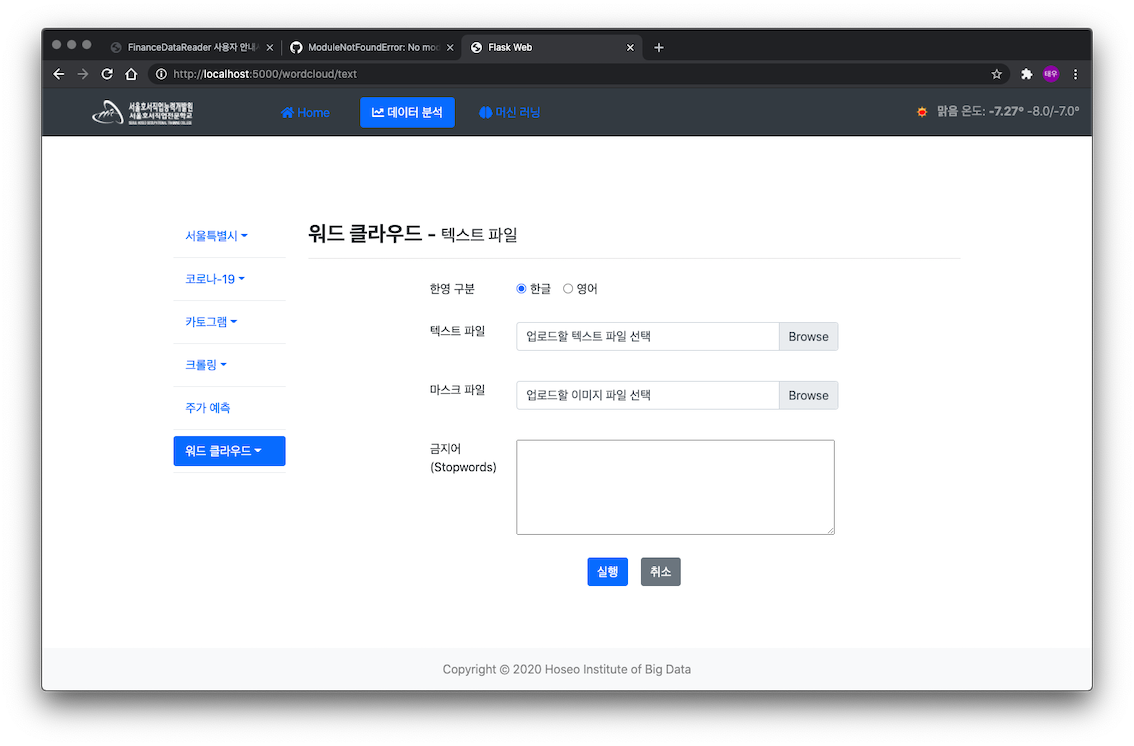 FinanceDataReader 사용자 안내
ModuleNotFoundError: No mod
Flask Web
http://localhost:5000/wordcloud/text
태우
서울호서직업능력개발원
서울호서직업전문학교
Home
데이터 분석
머신 러닝
맑음 온도: -7.27° -8.0/-7.0°
서울특별시
코로나-19
카토그램
크롤링
주가 예측
워드 클라우드
워드 클라우드 - 텍스트 파일
한영 구분
한글
영어
텍스트 파일
업로드할 텍스트 파일 선택
Browse
마스크 파일
업로드할 이미지 파일 선택
Browse
금지어
(Stopwords)
실행
취소
Copyright © 2020 Hoseo Institute of Big Data